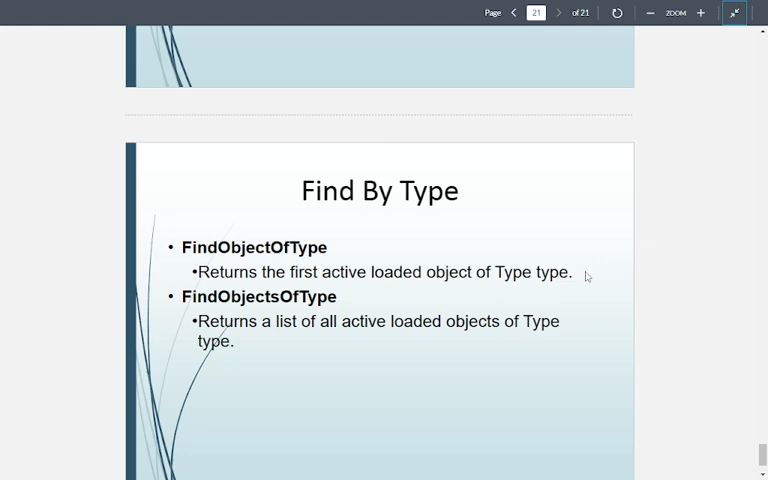 Page 21 of 21 ZOOM
Find By Type
• FindObjectOfType
•Returns the first active loaded object of Type type.
• FindObjectsOfType
•Returns a list of all active loaded objects of Type
type.